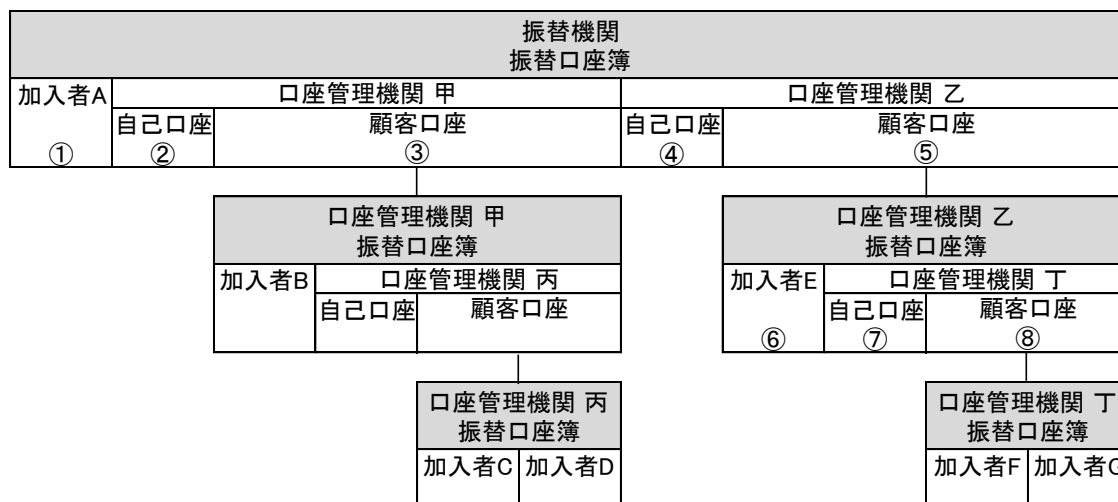 振替機関
振替口座簿
加入者A
口座管理機関 甲
口座管理機関 乙
自己口座
顧客口座
自己口座
顧客口座
①
②
③
④
⑤
口座管理機関 甲
振替口座簿
口座管理機関 乙
振替口座簿
加入者B
口座管理機関 丙
加入者E
口座管理機関 丁
自己口座
顧客口座
自己口座
顧客口座
⑥
⑦
⑧
口座管理機関 丙
振替口座簿
口座管理機関 丁
振替口座簿
加入者C
加入者D
加入者F
加入者G